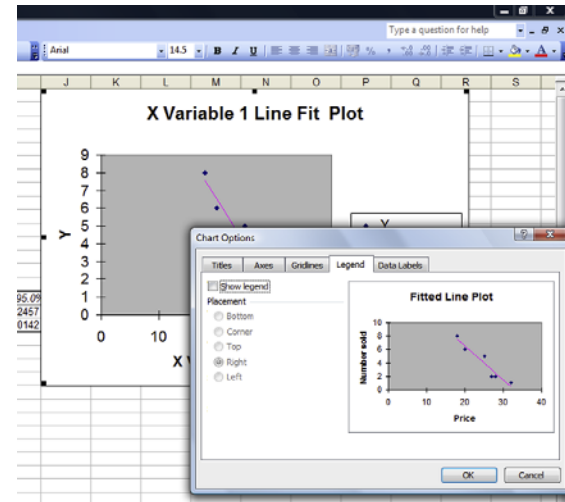 Type a question for help
Arial 14.5 B I U % A
J K L M N O P Q R S
X Variable 1 Line Fit Plot
9
8
7
6
5
4
3
2
1
0
Y
0 10
X V
Y
95.0%
2457
0142
Chart Options
Titles Axes Gridlines Legend Data Labels
Show legend
Placement
Bottom
Corner
Top
Right
Left
Fitted Line Plot
Number sold
10
8
6
4
2
0
0 10 20 30 40
Price
OK Cancel